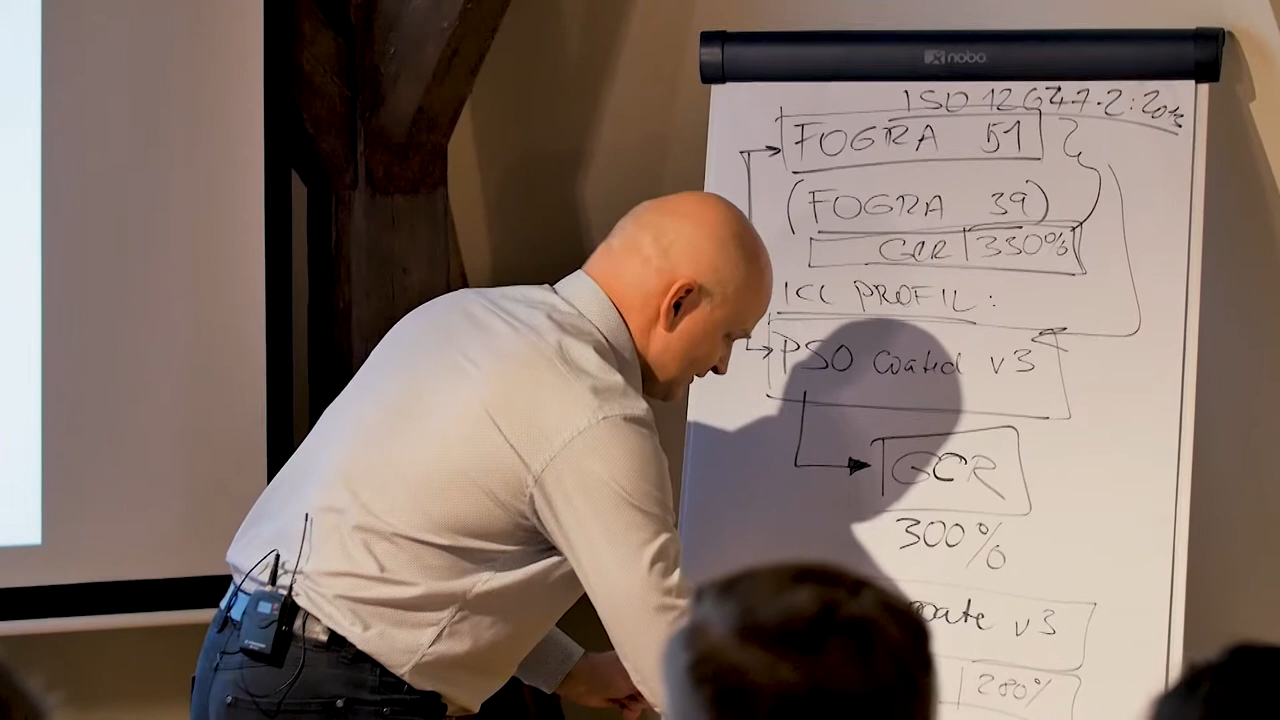 nobo
ISO 12647-2:2013
FOGRA 51
(FOGRA 39)
GCR 330%
ICC PROFIL:
PSO coated v3
GCR
300%
v3
280%